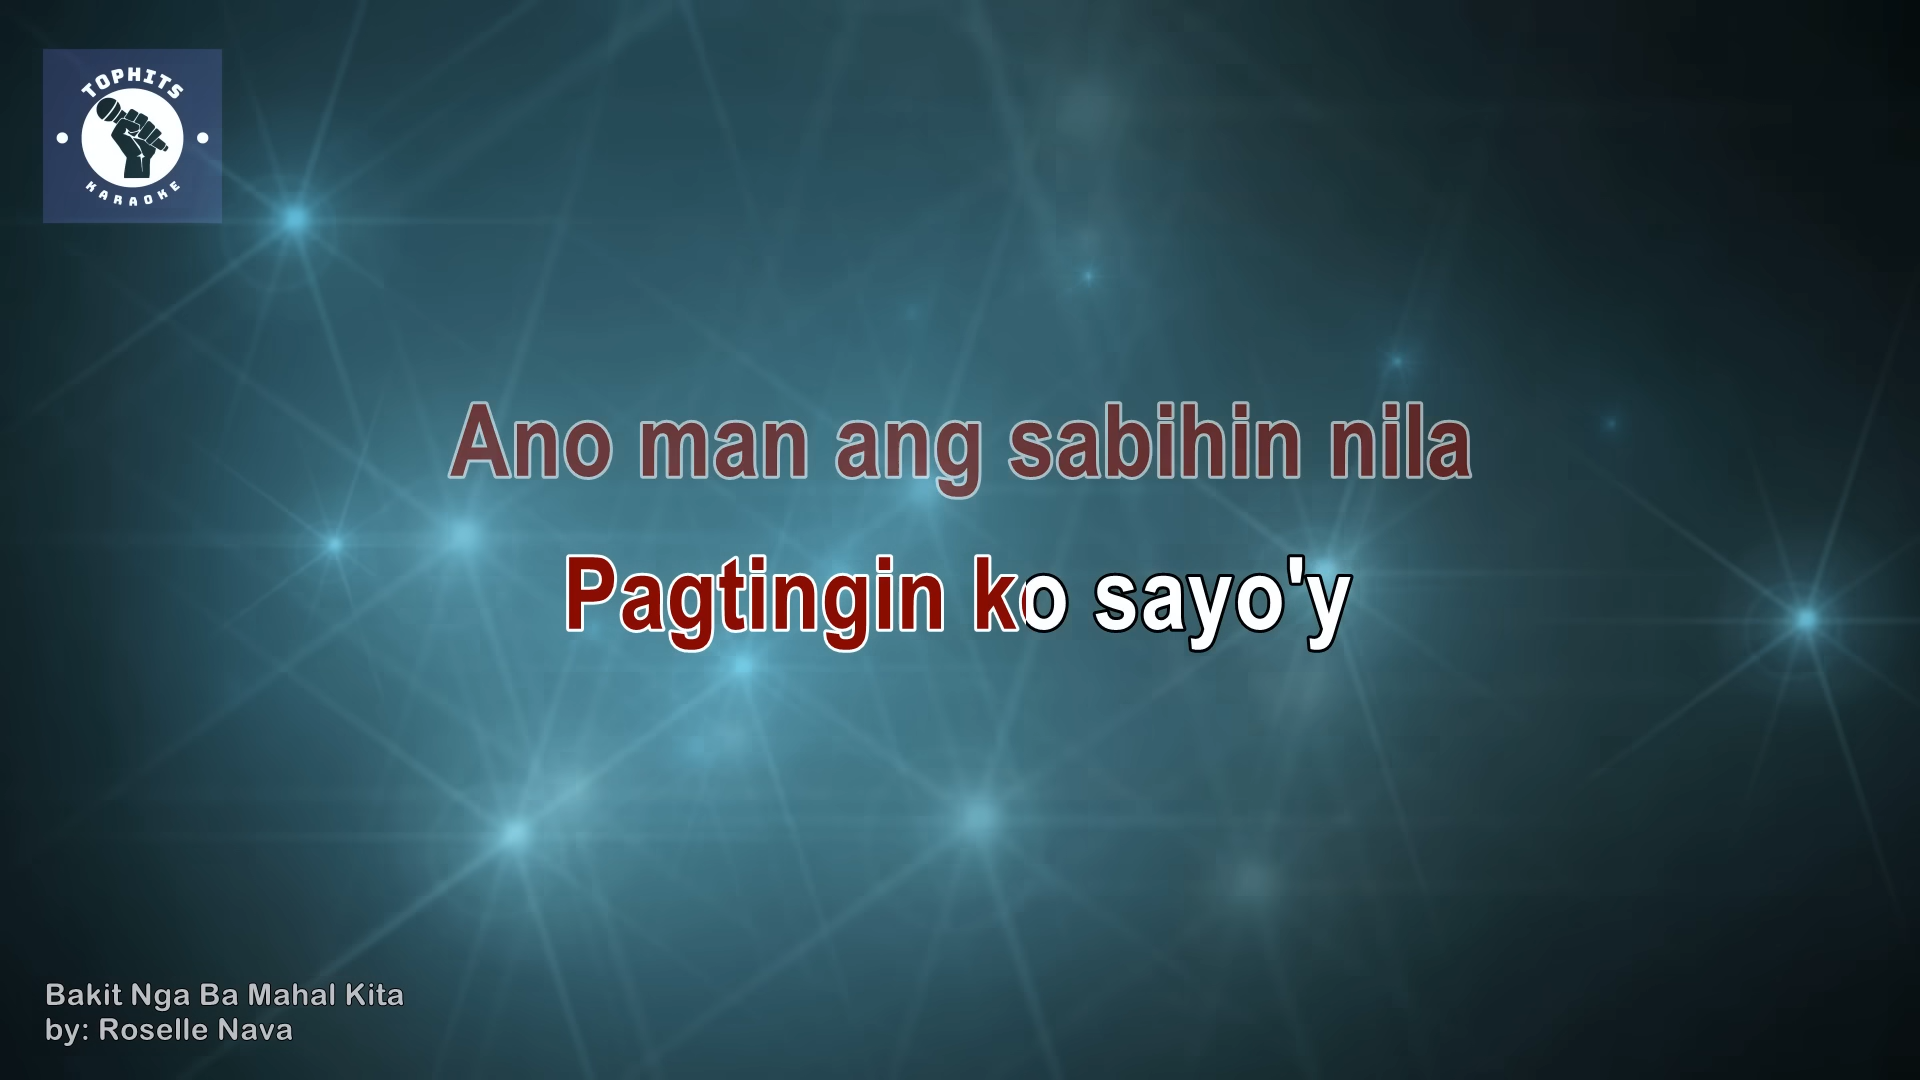 TOPHITS
KARAOKE
Ano man ang sabihin nila
Pagtingin ko sayo'y
Bakit Nga Ba Mahal Kita
by: Roselle Nava